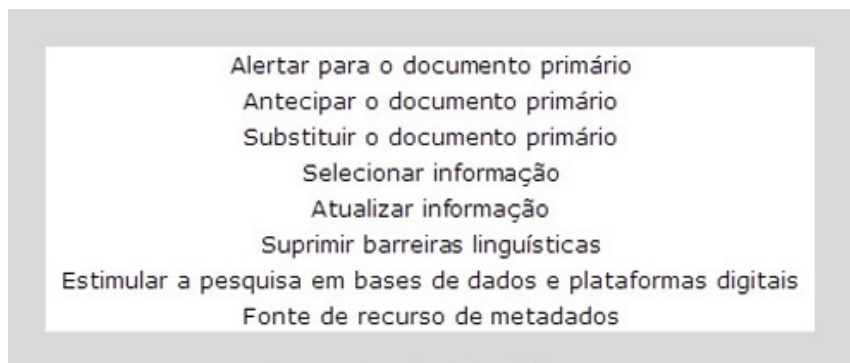 Alertar para o documento primário
Antecipar o documento primário
Substituir o documento primário
Selecionar informação
Atualizar informação
Suprimir barreiras linguísticas
Estimular a pesquisa em bases de dados e plataformas digitais
Fonte de recurso de metadados